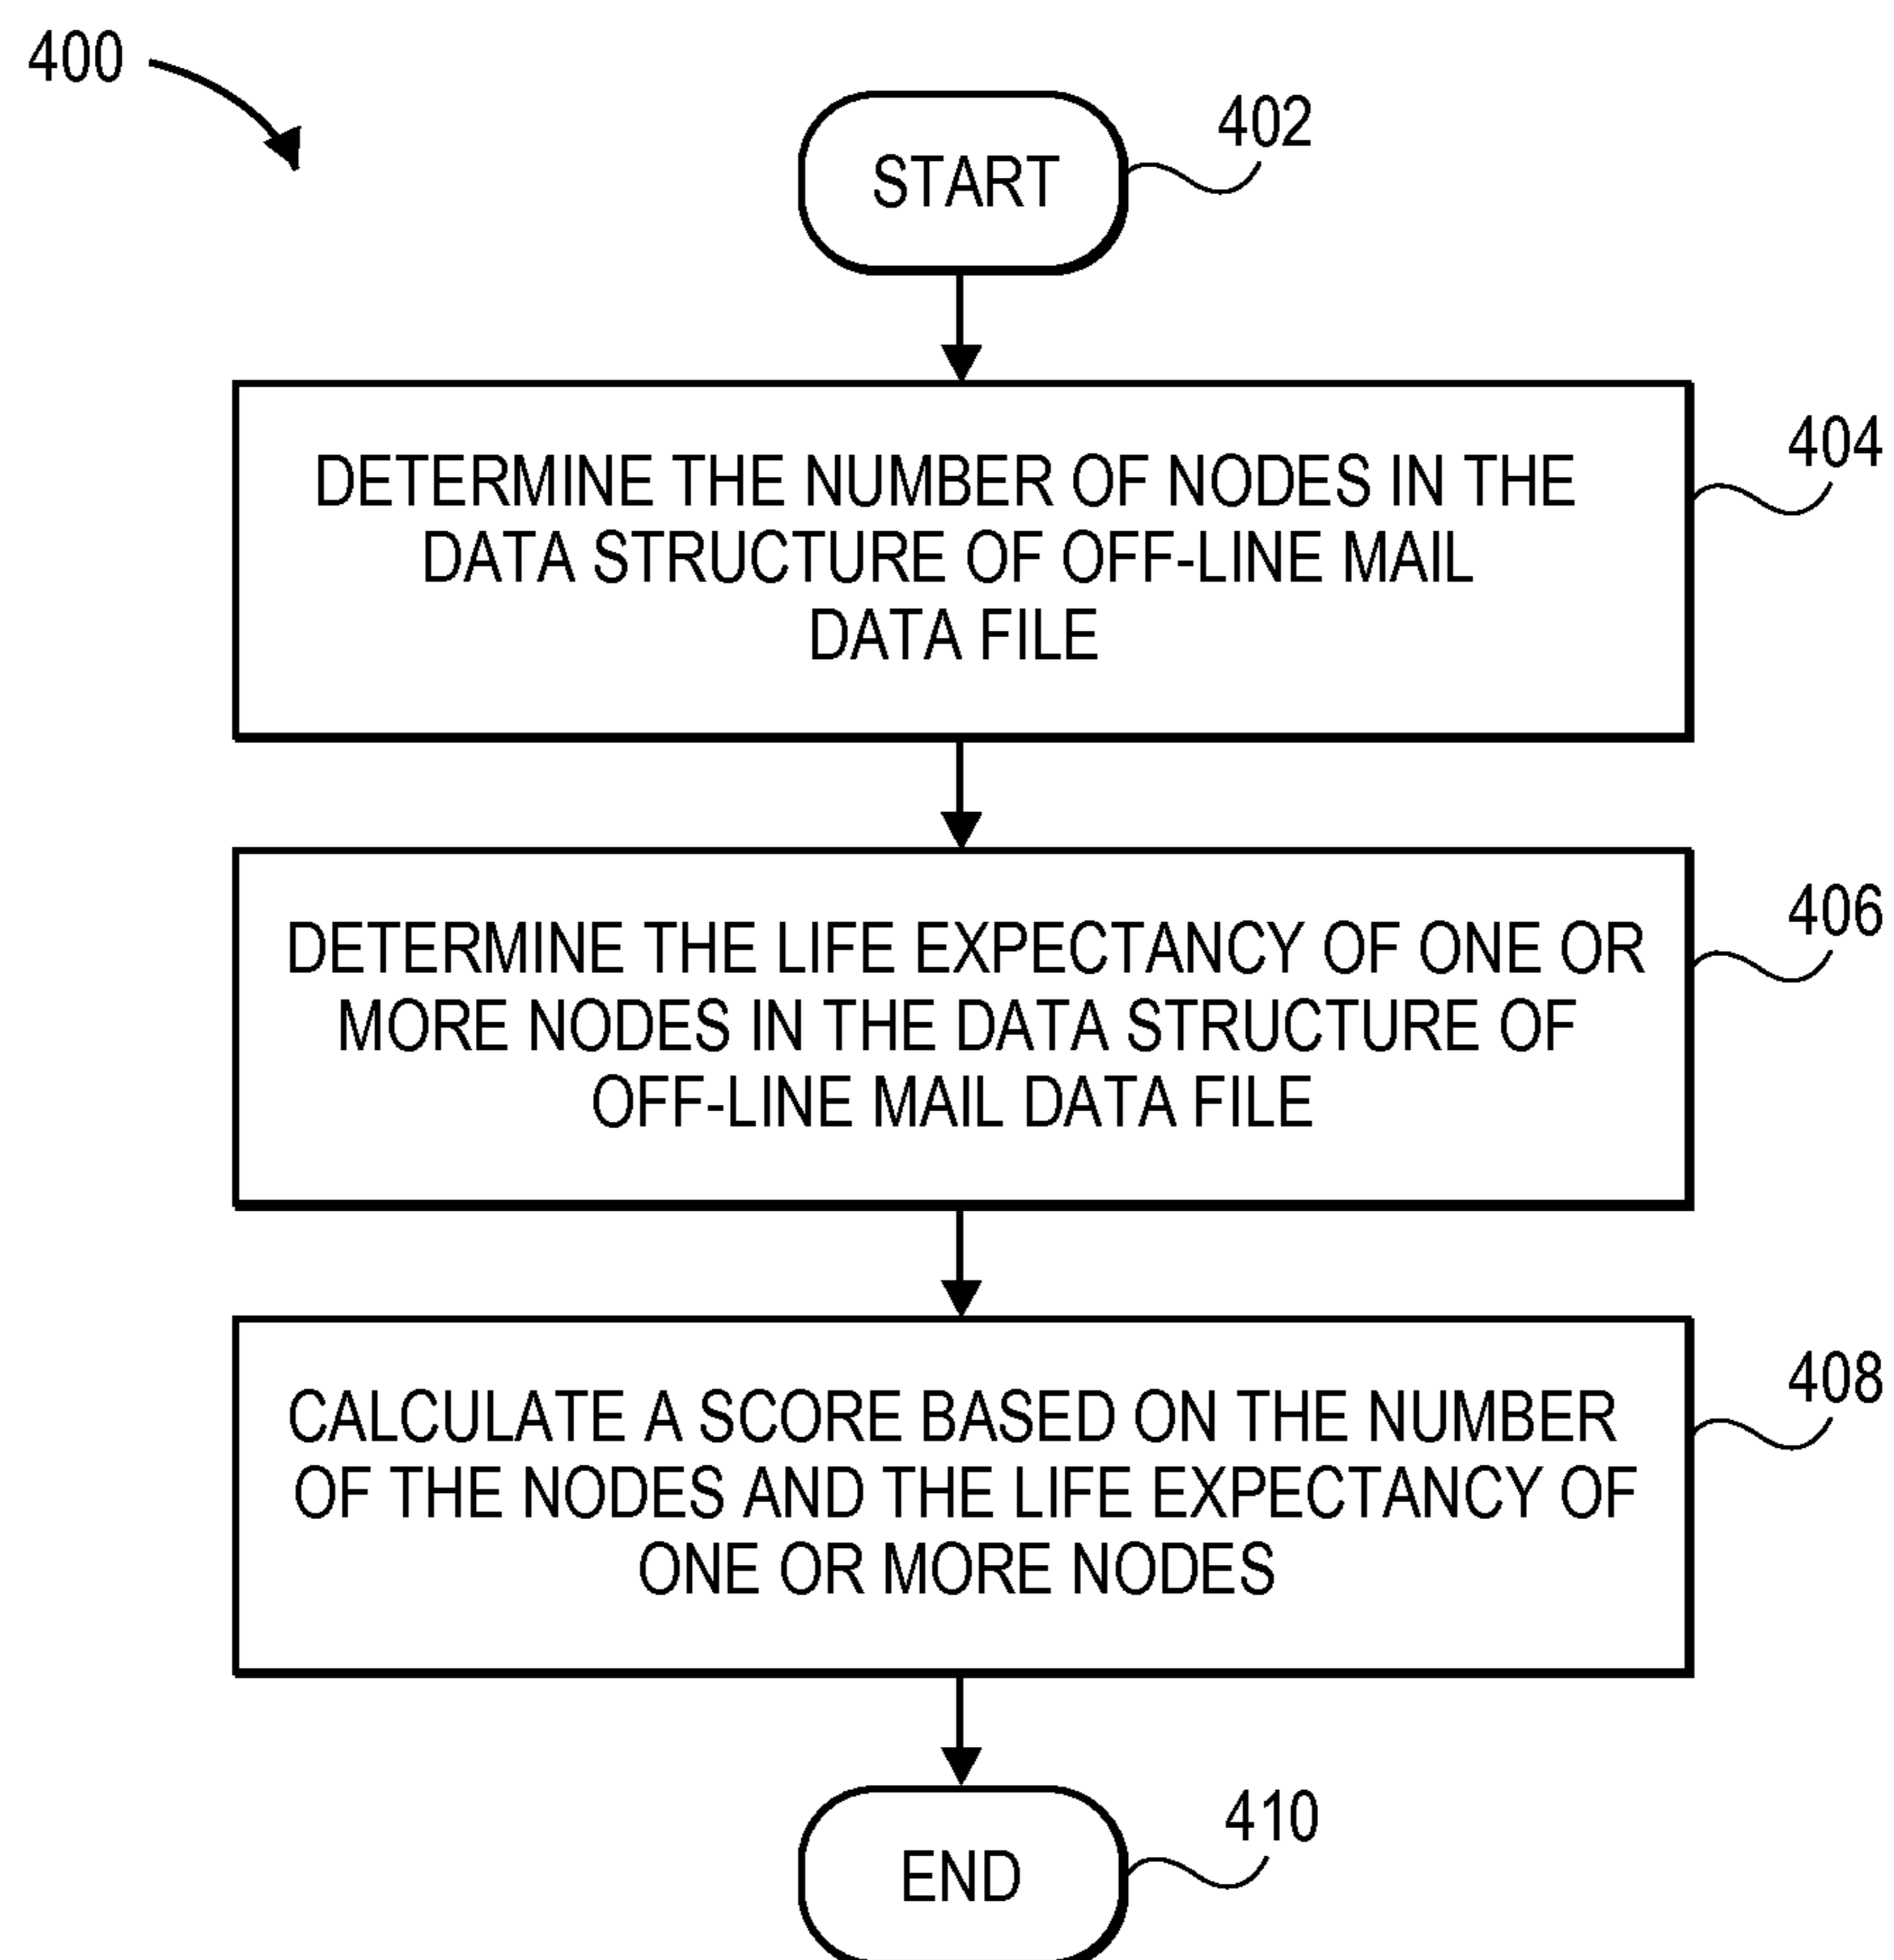 400
402
START
404
DETERMINE THE NUMBER OF NODES IN THE
DATA STRUCTURE OF OFF-LINE MAIL
DATA FILE
406
DETERMINE THE LIFE EXPECTANCY OF ONE OR
MORE NODES IN THE DATA STRUCTURE OF
OFF-LINE MAIL DATA FILE
408
CALCULATE A SCORE BASED ON THE NUMBER
OF THE NODES AND THE LIFE EXPECTANCY OF
ONE OR MORE NODES
410
END